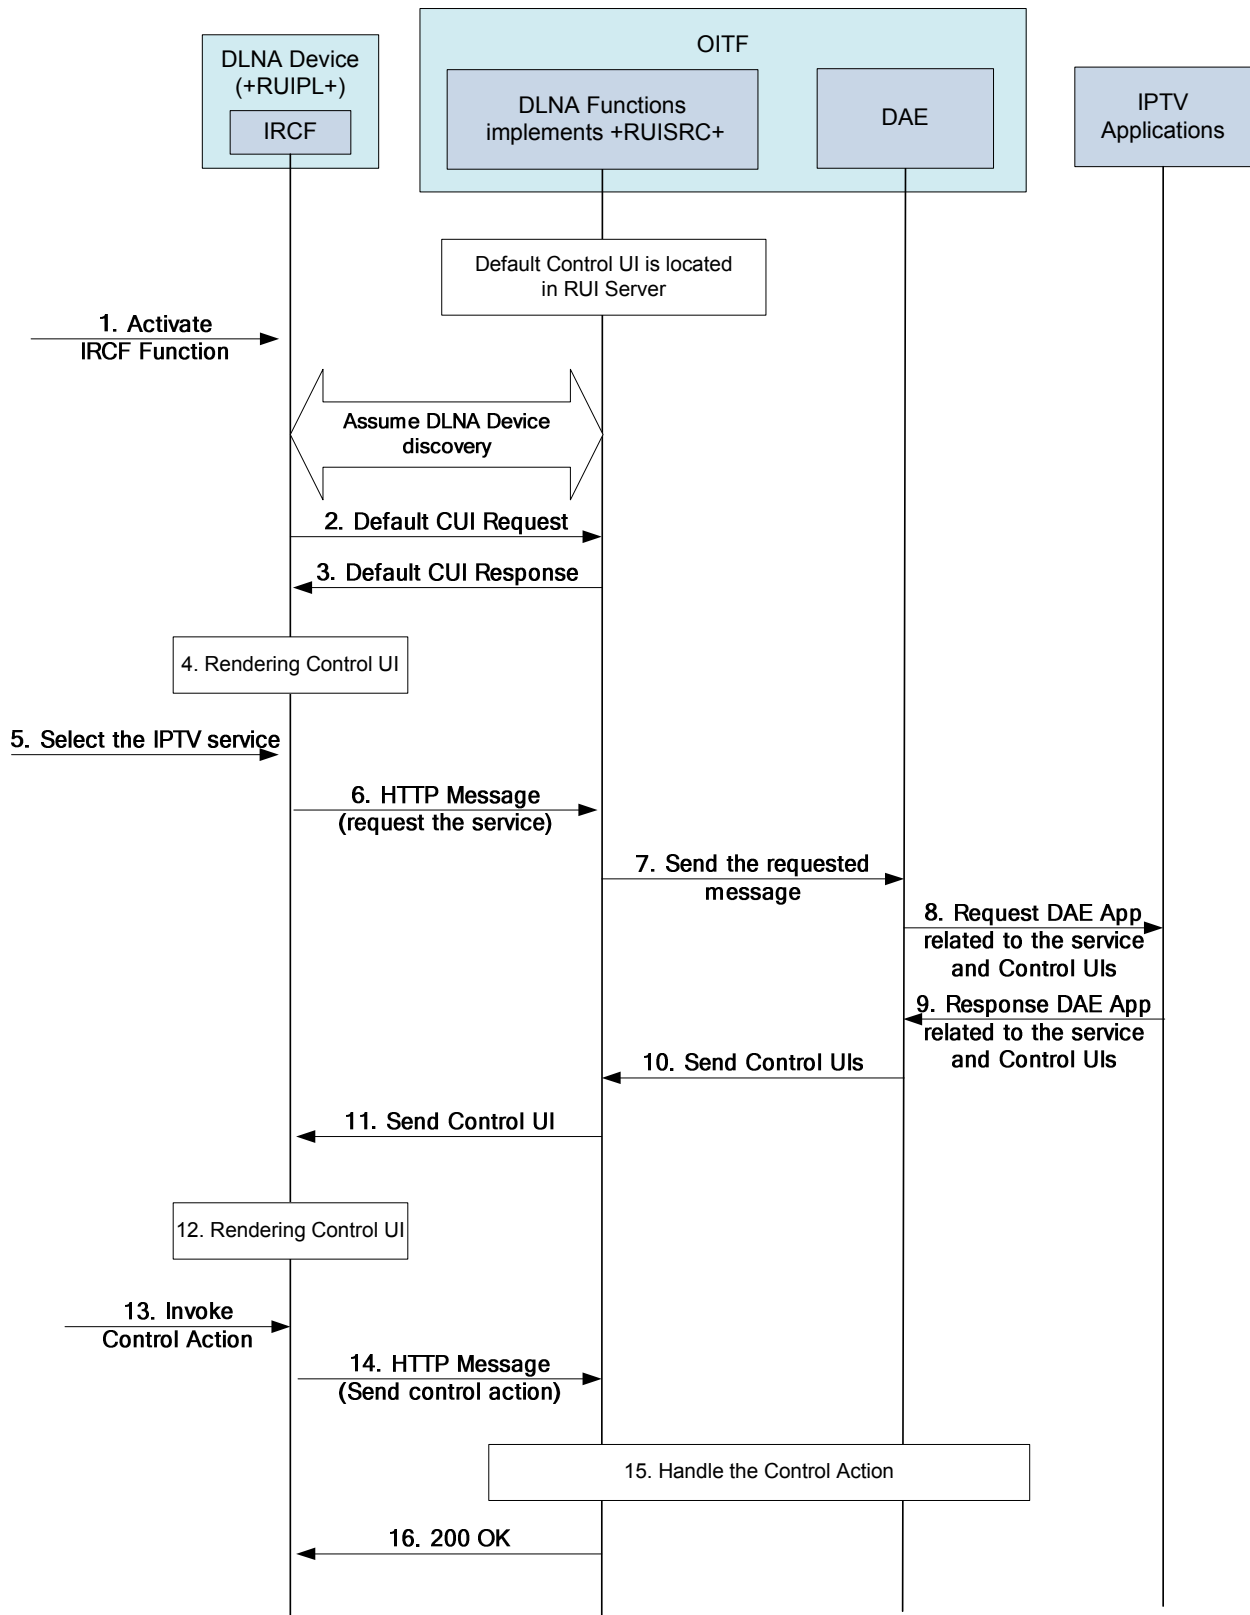 OITF
DLNA Device
(+RUIPL+)
IRCF
DLNA Functions
implements +RUISRC+
DAE
IPTV
Applications
Default Control UI is located
in RUI Server
1. Activate
IRCF Function
Assume DLNA Device
discovery
2. Default CUI Request
3. Default CUI Response
4. Rendering Control UI
5. Select the IPTV service
6. HTTP Message
(request the service)
7. Send the requested
message
8. Request DAE App
related to the service
and Control UIs
9. Response DAE App
related to the service
and Control UIs
10. Send Control UIs
11. Send Control UI
12. Rendering Control UI
13. Invoke
Control Action
14. HTTP Message
(Send control action)
15. Handle the Control Action
16. 200 OK